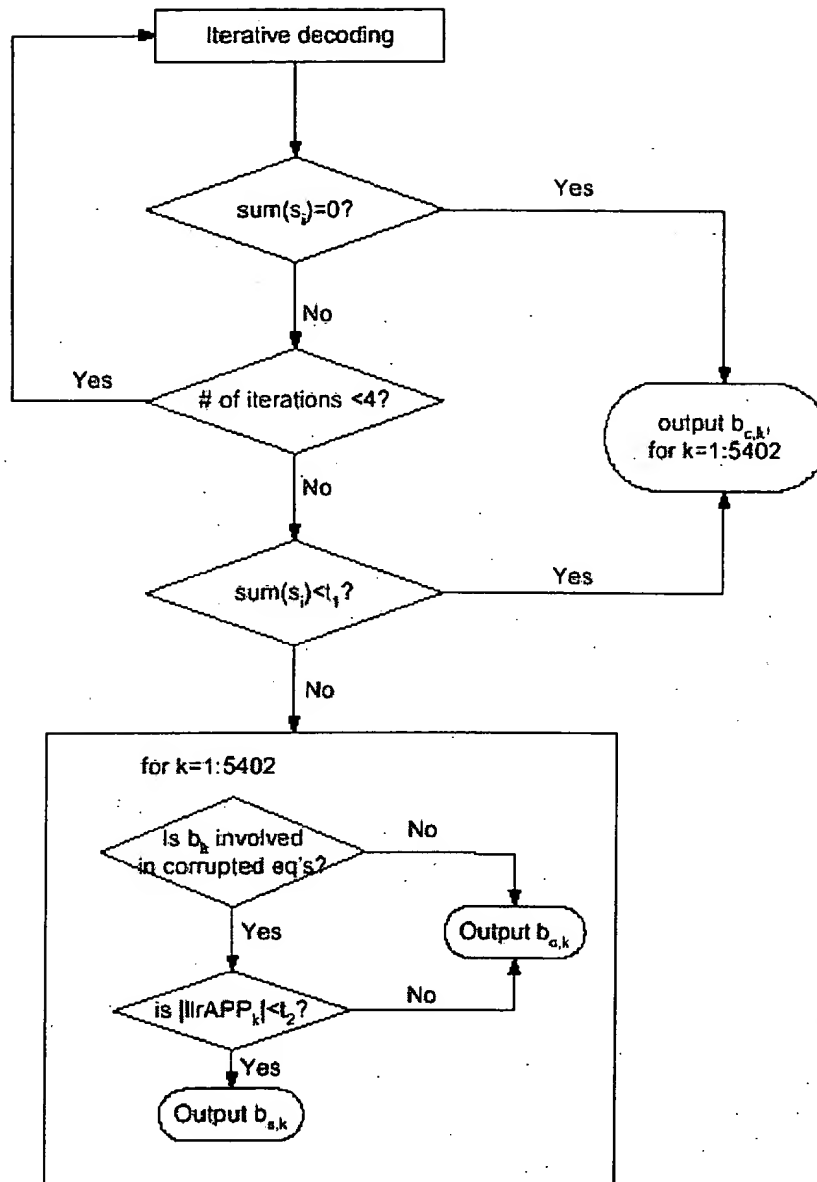 Iterative decoding
sum(s_i)=0?
Yes
No
Yes
# of iterations <4?
output b_c,k,
for k=1:5402
No
sum(s_i)<t_1?
Yes
No
for k=1:5402
Is b_k involved
in corrupted eq's?
No
Yes
Output b_c,k
is |llrAPP_k|<t_2?
No
Yes
Output b_s,k